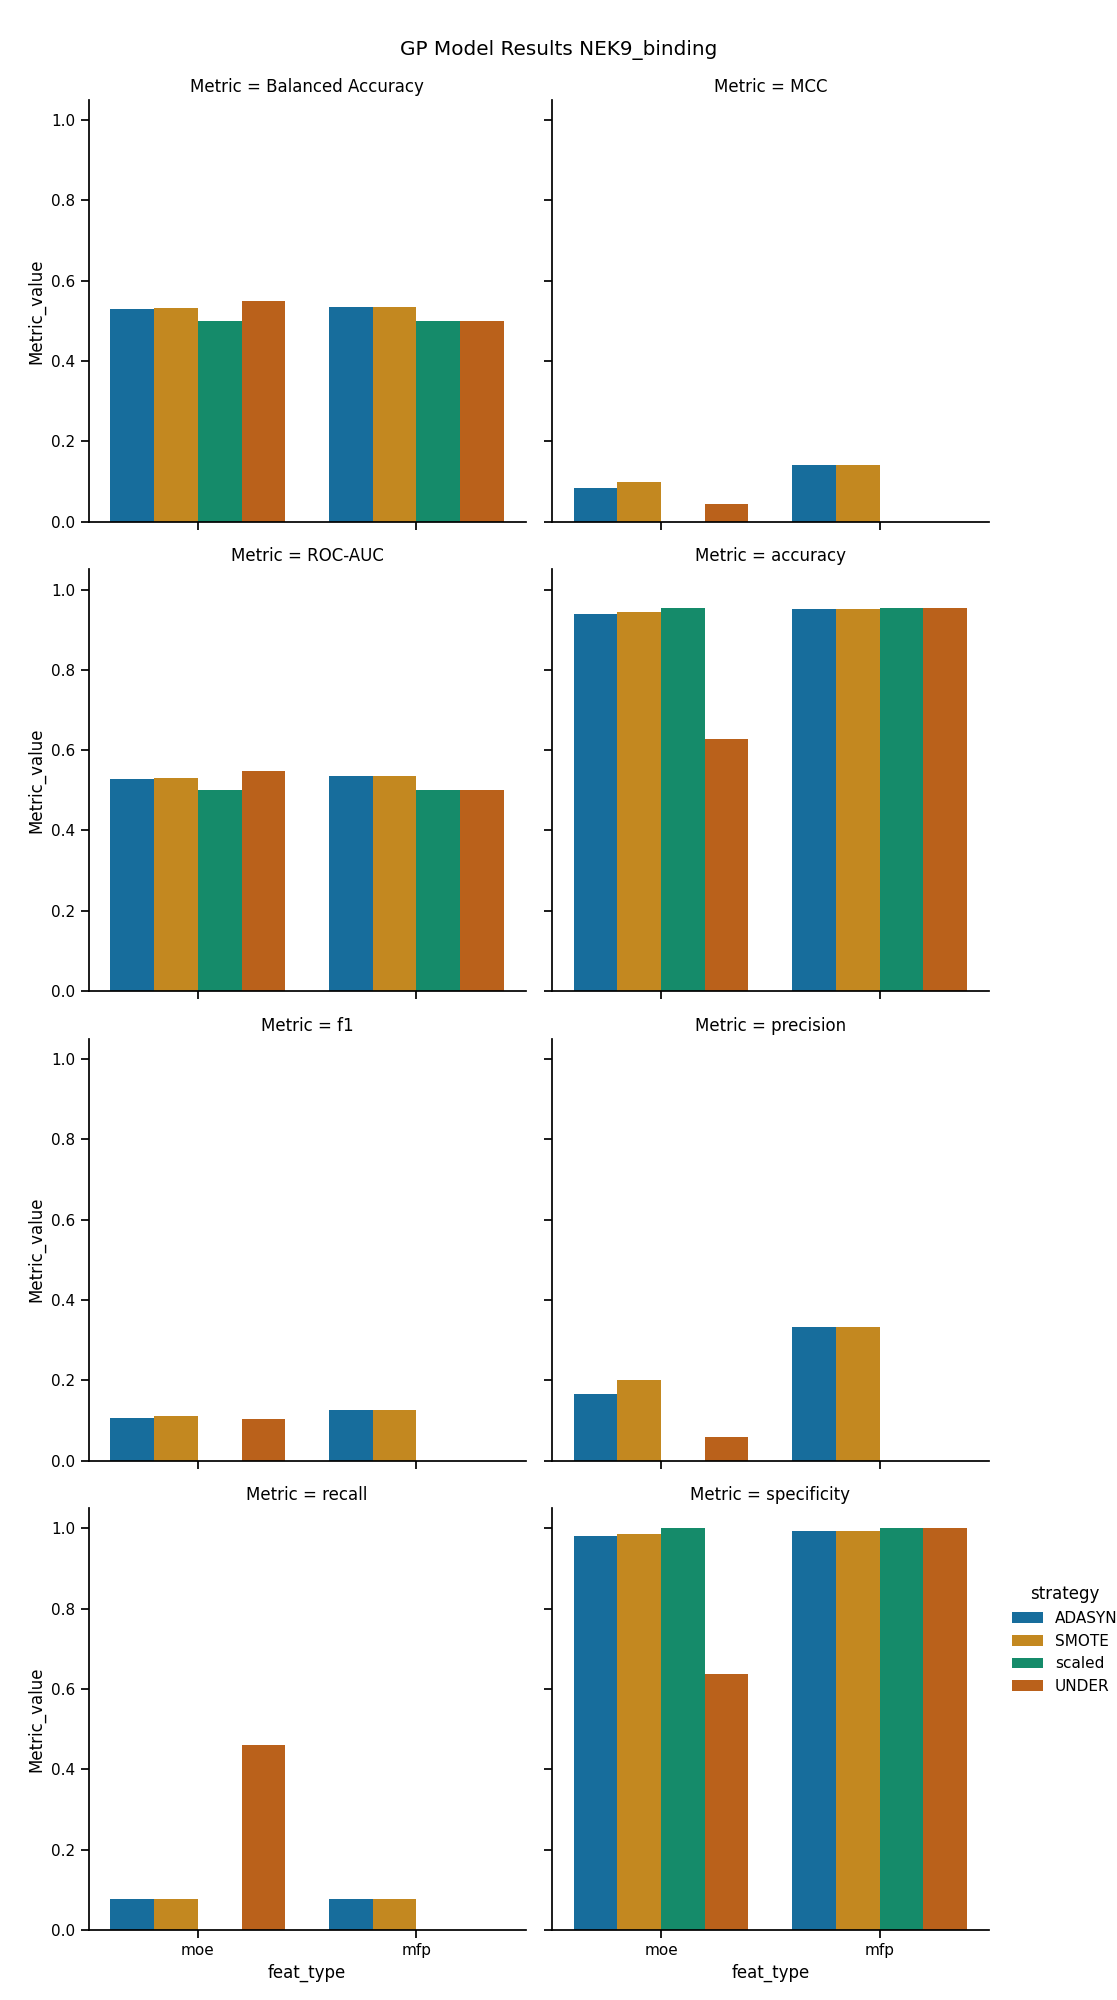 GP Model Results NEK9_binding
Metric = Balanced Accuracy
Metric = MCC
1.0
0.8
0.6
0.4
0.2
0.0
Metric_value
Metric = ROC-AUC
Metric = accuracy
1.0
0.8
0.6
0.4
0.2
0.0
Metric_value
Metric = f1
Metric = precision
1.0
0.8
0.6
0.4
0.2
0.0
Metric_value
Metric = recall
Metric = specificity
1.0
0.8
0.6
0.4
0.2
0.0
Metric_value
moe
mfp
feat_type
moe
mfp
feat_type
strategy
ADASYN
SMOTE
scaled
UNDER